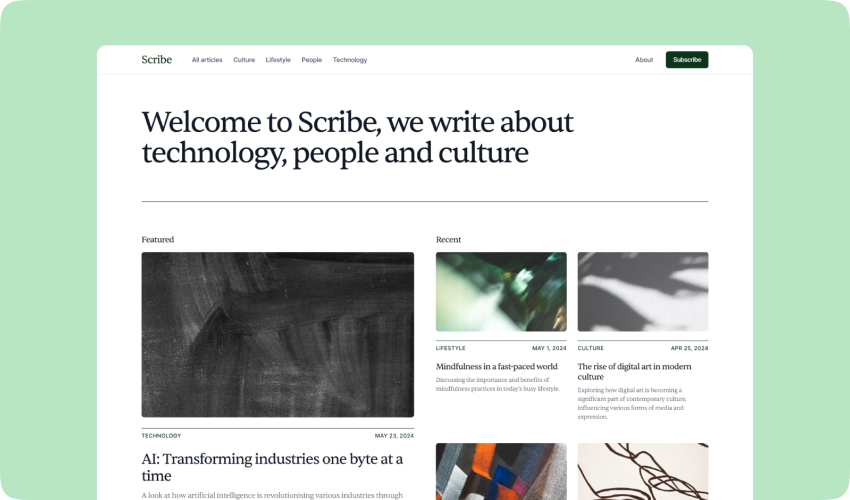 Scribe
All articles
Culture
Lifestyle
People
Technology
About
Subscribe
Welcome to Scribe, we write about
technology, people and culture
Featured
TECHNOLOGY
MAY 23, 2024
AI: Transforming industries one byte at a
time
A look at how artificial intelligence is revolutionising various industries through
Recent
LIFESTYLE
MAY 1, 2024
Mindfulness in a fast-paced world
Discussing the importance and benefits of
mindfulness practices in today's busy lifestyle.
CULTURE
APR 25, 2024
The rise of digital art in modern
culture
Exploring how digital art is becoming a
significant part of contemporary culture,
influencing various forms of media and
expression.